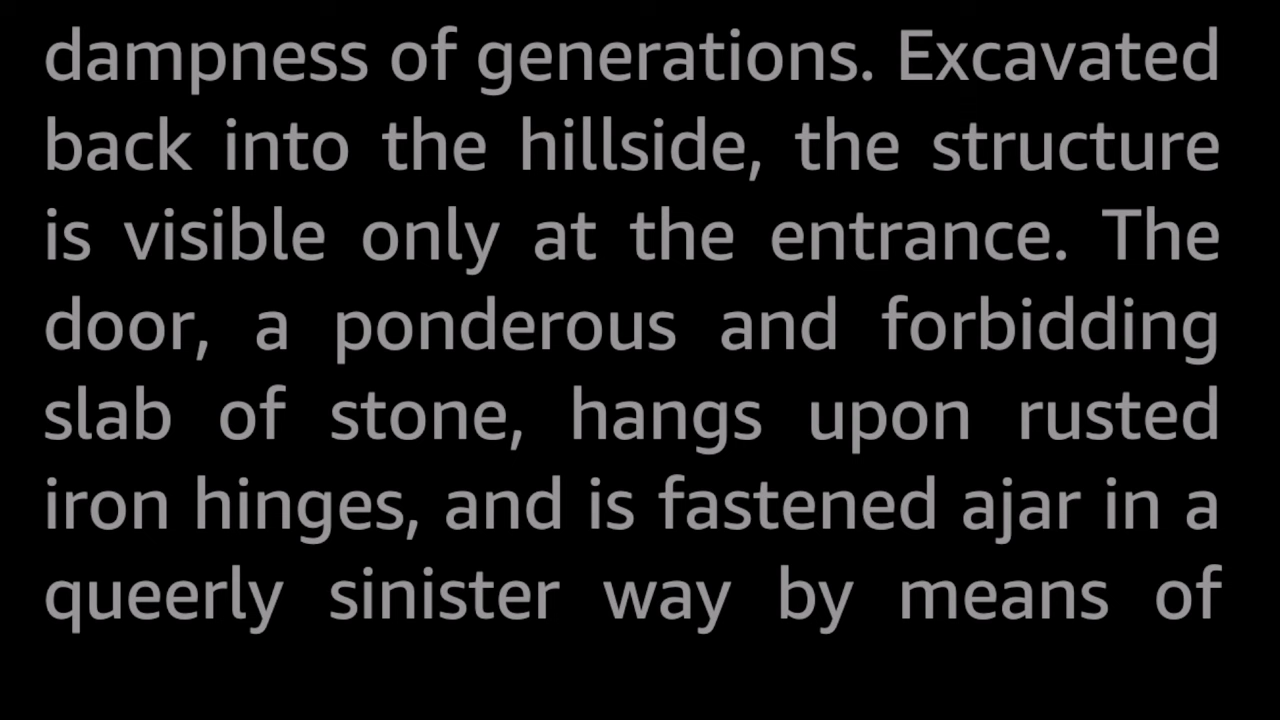 dampness of generations. Excavated
back into the hillside, the structure
is visible only at the entrance. The
door, a ponderous and forbidding
slab of stone, hangs upon rusted
iron hinges, and is fastened ajar in a
queerly sinister way by means of